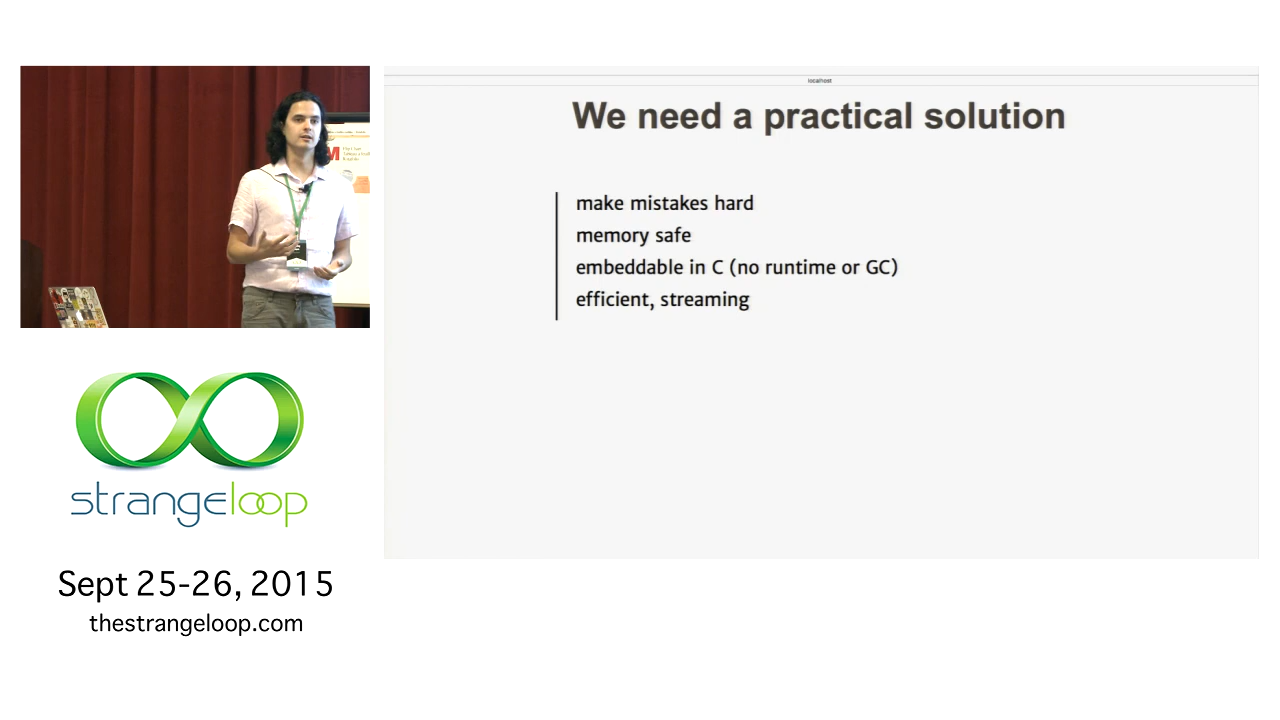 localhost
We need a practical solution
make mistakes hard
memory safe
embeddable in C (no runtime or GC)
efficient, streaming
strangeloop
Sept 25-26, 2015
thestrangeloop.com